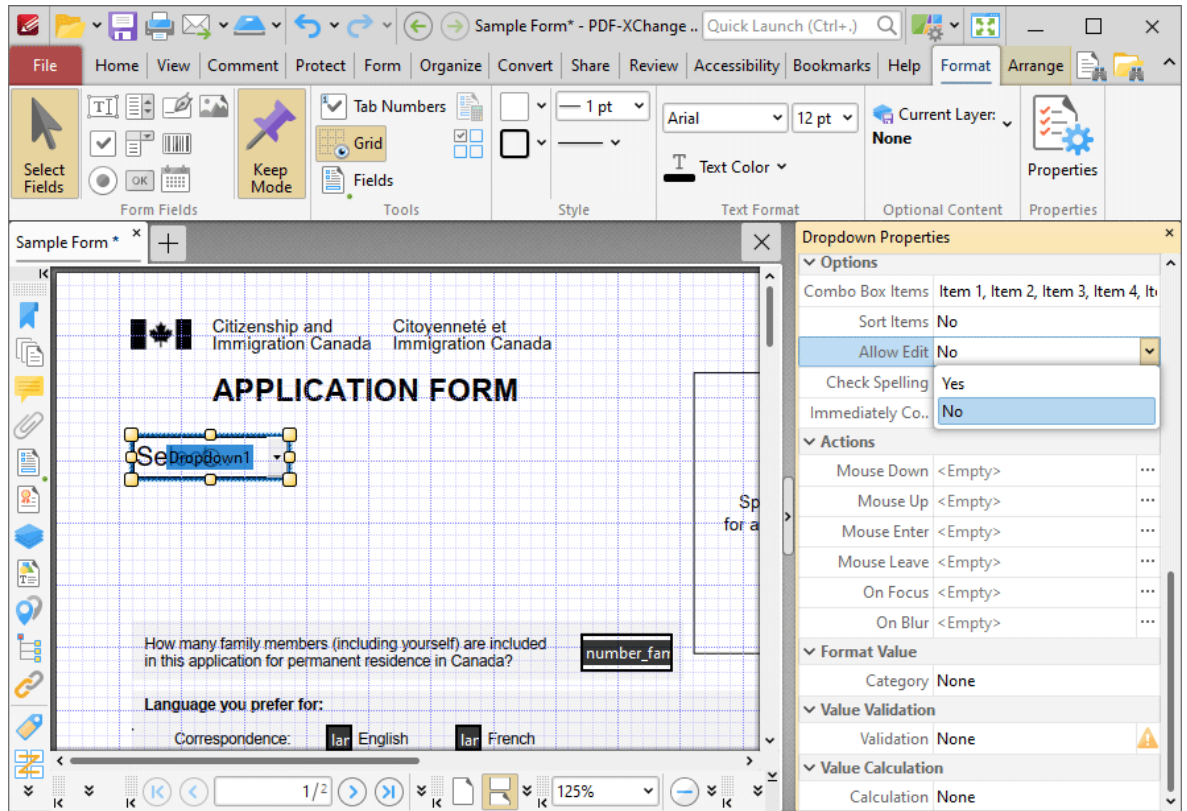 Sample Form* - PDF-XChange ..
Quick Launch (Ctrl+.)
File
Home
View
Comment
Protect
Form
Organize
Convert
Share
Review
Accessibility
Bookmarks
Help
Format
Arrange
Select
Fields
OK
Form Fields
Keep
Mode
Tab Numbers
Grid
Fields
Tools
1 pt
Style
Arial
12 pt
Text Color
Text Format
Current Layer:
None
Optional Content
Properties
Properties
Sample Form *
Citizenship and
Immigration Canada
Citoyenneté et
Immigration Canada
APPLICATION FORM
Dropdown1
Sp
for a
How many family members (including yourself) are included
in this application for permanent residence in Canada?
number_fam
Language you prefer for:
Correspondence:
lar
English
lar
French
1/2
125%
Dropdown Properties
Options
Combo Box Items
Item 1, Item 2, Item 3, Item 4, Ite
Sort Items
No
Allow Edit
No
Check Spelling
Yes
Immediately Co..
No
Actions
Mouse Down
<Empty>
Mouse Up
<Empty>
Mouse Enter
<Empty>
Mouse Leave
<Empty>
On Focus
<Empty>
On Blur
<Empty>
Format Value
Category
None
Value Validation
Validation
None
Value Calculation
Calculation
None